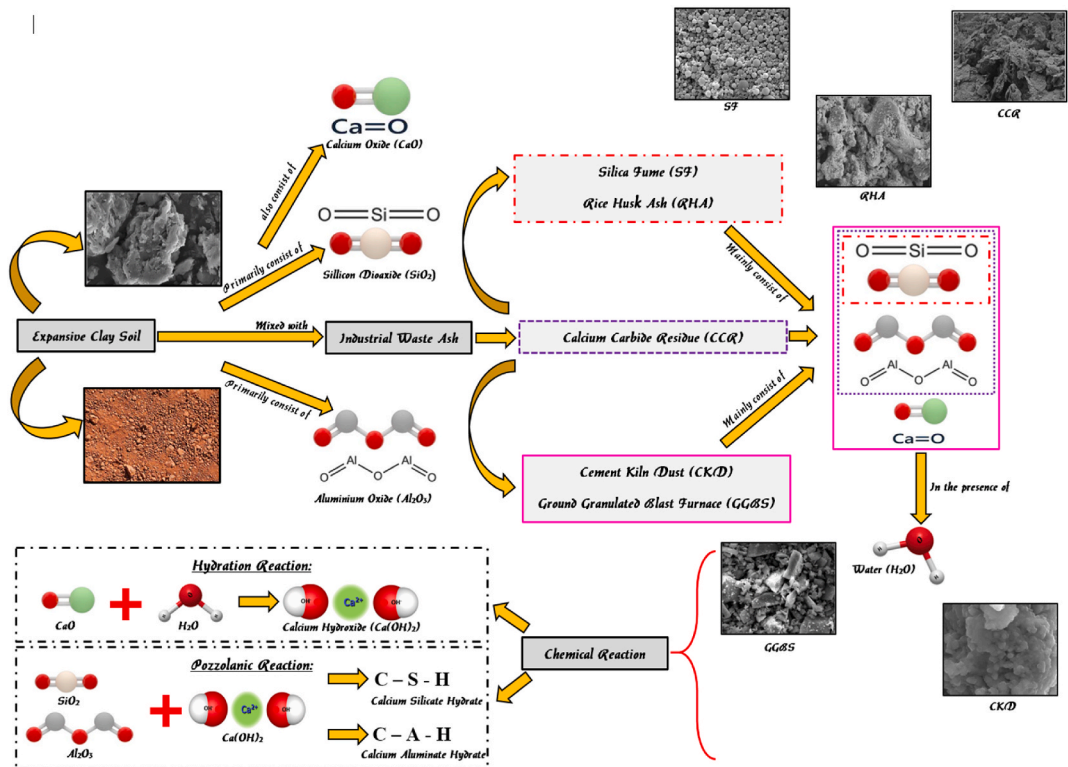 SF
CCR
RHA
Ca=O
Calcium Oxide (CaO)
also consist of
O Si O
Sillicon Dioaxide (SiO₂)
Primarily consist of
Silica Fume (SF)
Rice Husk Ash (RHA)
Mainly consist of
O Si O
Expansive Clay Soil
Mixed with
Industrial Waste Ash
Calcium Carbide Residue (CCR)
Al Al
O O O
Ca=O
Primarily consist of
Al Al
O O O
Aluminium Oxide (Al₂O₃)
Mainly consist of
Cement Kiln Dust (CKD)
Ground Granulated Blast Furnace (GGBS)
In the presence of
Water (H₂O)
Hydration Reaction:
CaO
+
H₂O
OH⁻ Ca²⁺ OH⁻
Calcium Hydroxide (Ca(OH)₂)
Chemical Reaction
GGBS
CKD
Pozzolanic Reaction:
SiO₂
Al₂O₃
+
OH⁻ Ca²⁺ OH⁻
Ca(OH)₂
C – S - H
Calcium Silicate Hydrate
C – A - H
Calcium Aluminate Hydrate